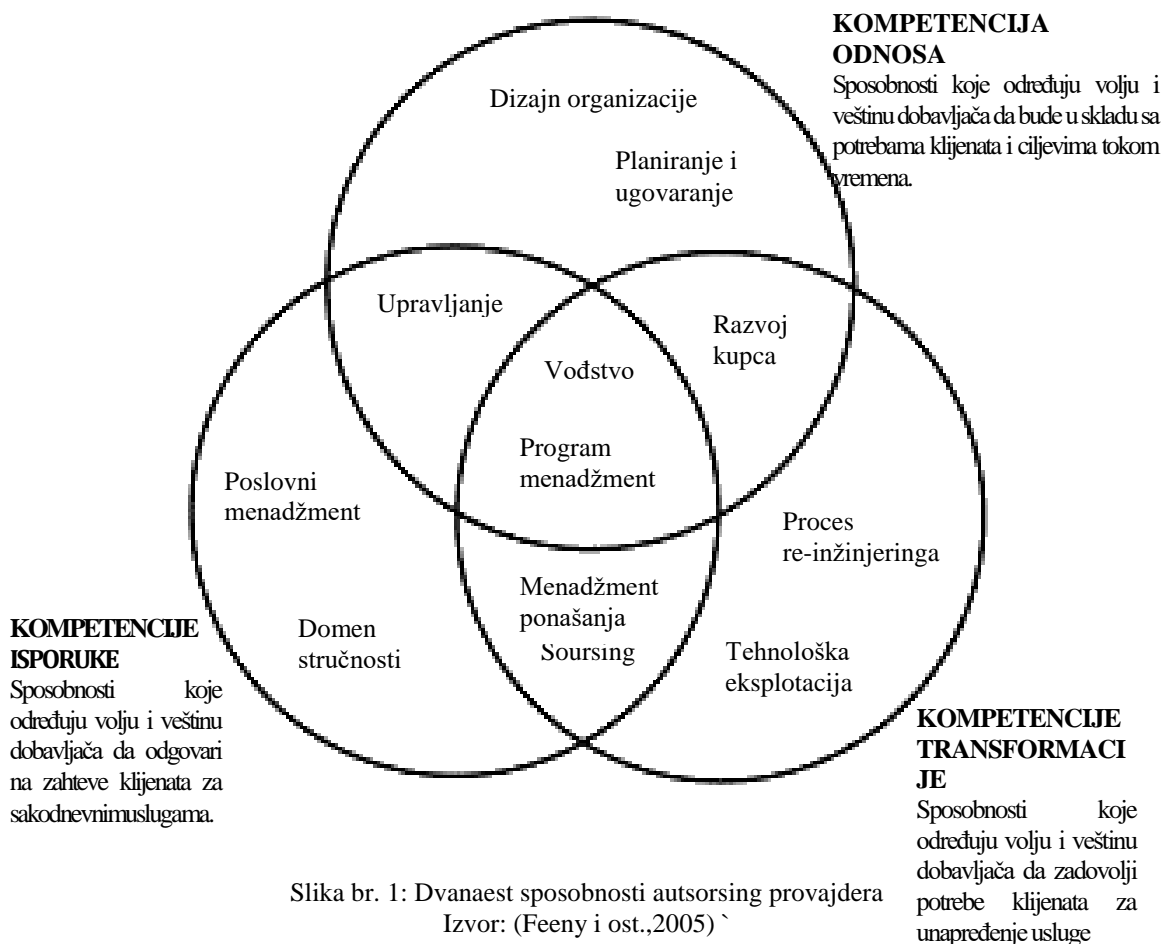 KOMPETENCIJA
ODNOSA
Sposobnosti koje određuju volju i
veštinu dobavljača da bude u skladu sa
potrebama klijenata i ciljevima tokom
vremena.
Dizajn organizacije
Planiranje i
ugovaranje
Upravljanje
Razvoj
kupca
Vođstvo
Program
menadžment
Poslovni
menadžment
Proces
re-inžinjeringa
Menadžment
ponašanja
Soursing
Domen
stručnosti
Tehnološka
eksplotacija
KOMPETENCIJE
ISPORUKE
Sposobnosti koje
određuju volju i veštinu
dobavljača da odgovari
na zahteve klijenata za
sakodnevnimuslugama.
KOMPETENCIJE
TRANSFORMACI
JE
Sposobnosti koje
određuju volju i veštinu
dobavljača da zadovolji
potrebe klijenata za
unapređenje usluge
Slika br. 1: Dvanaest sposobnosti autsorsing provajdera
Izvor: (Feeny i ost.,2005) `